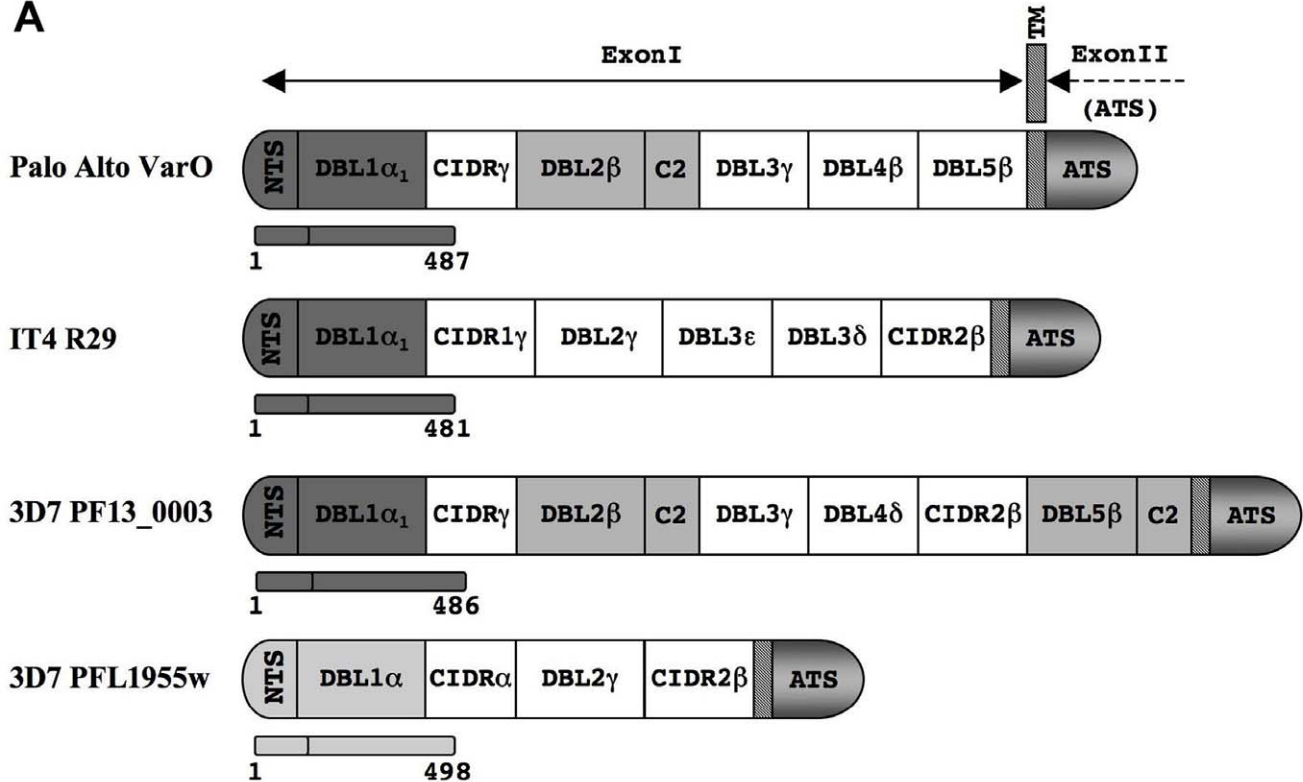 A
TM
ExonI
ExonII
(ATS)
Palo Alto VarO
NTS DBL1α₁ CIDRγ DBL2β C2 DBL3γ DBL4β DBL5β ATS
1 487
IT4 R29
NTS DBL1α₁ CIDR1γ DBL2γ DBL3ε DBL3δ CIDR2β ATS
1 481
3D7 PF13_0003
NTS DBL1α₁ CIDRγ DBL2β C2 DBL3γ DBL4δ CIDR2β DBL5β C2 ATS
1 486
3D7 PFL1955w
NTS DBL1α CIDRα DBL2γ CIDR2β ATS
1 498